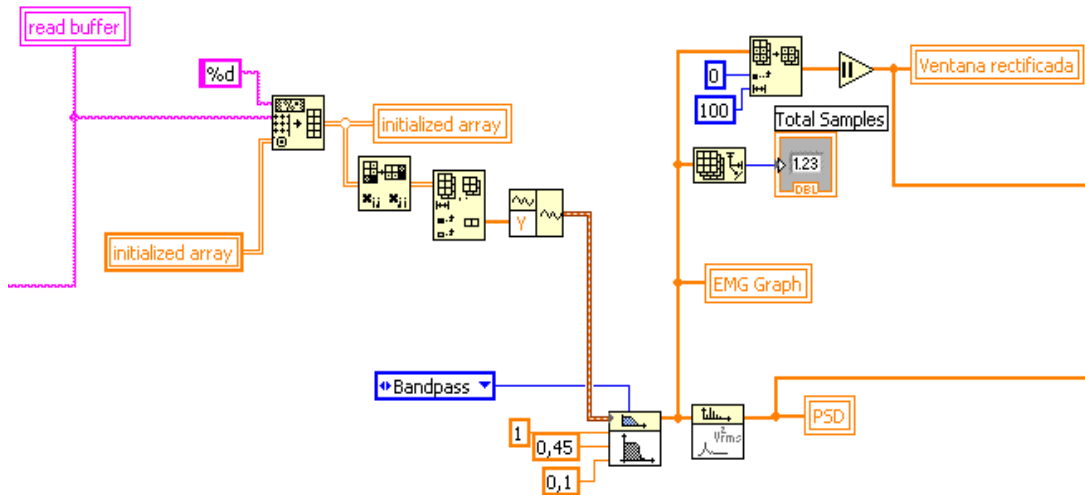 read buffer
%d
initialized array
initialized array
Y
0
100
Ventana rectificada
Total Samples
1.23
DBL
EMG Graph
Bandpass
1
0,45
0,1
PSD